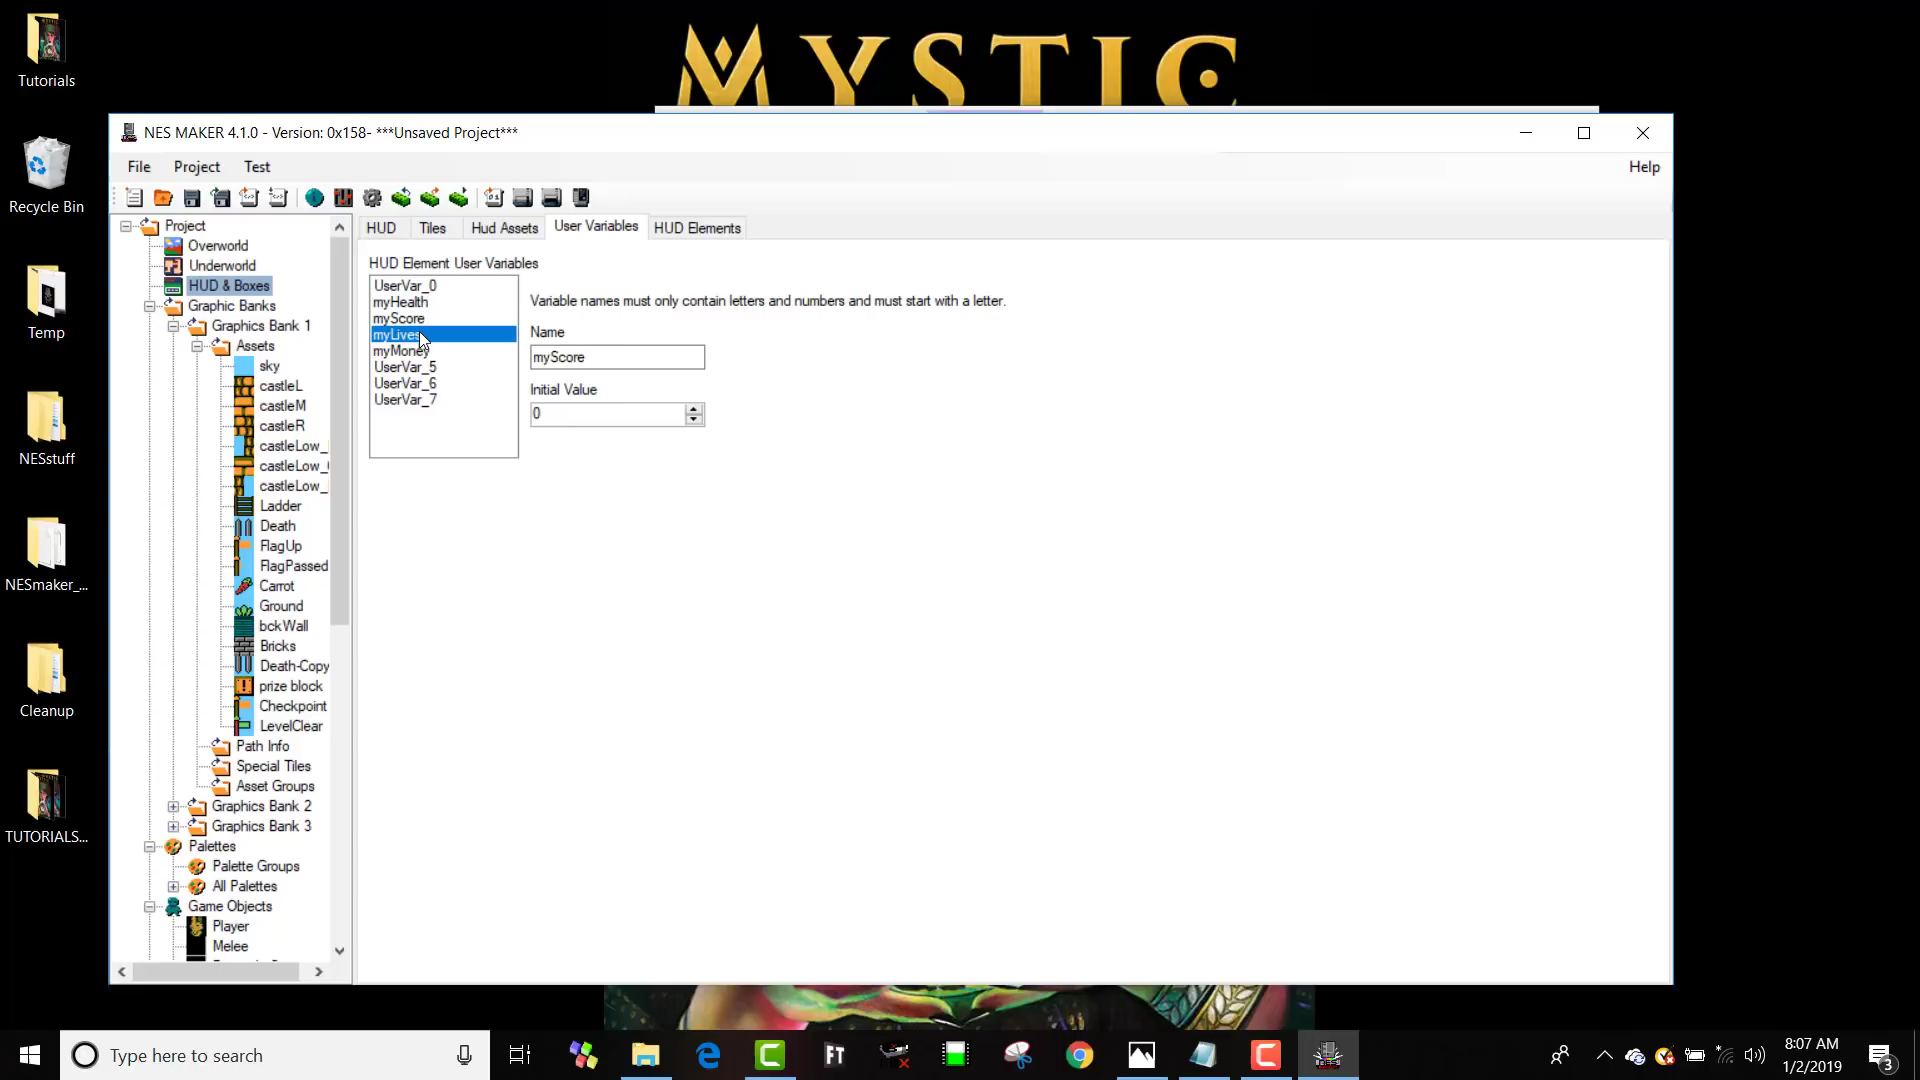 MYSTIC
Tutorials
Recycle Bin
Temp
NESstuff
NESmaker_...
Cleanup
TUTORIALS...
NES MAKER 4.1.0 - Version: 0x158- ***Unsaved Project***
File Project Test Help
Project
Overworld
Underworld
HUD & Boxes
Graphic Banks
Graphics Bank 1
Assets
sky
castleL
castleM
castleR
castleLow_
castleLow_
castleLow_
Ladder
Death
FlagUp
FlagPassed
Carrot
Ground
bckWall
Bricks
Death-Copy
prize block
Checkpoint
LevelClear
Path Info
Special Tiles
Asset Groups
Graphics Bank 2
Graphics Bank 3
Palettes
Palette Groups
All Palettes
Game Objects
Player
Melee
HUD Tiles Hud Assets User Variables HUD Elements
HUD Element User Variables
UserVar_0
myHealth
myScore
myLives
myMoney
UserVar_5
UserVar_6
UserVar_7
Variable names must only contain letters and numbers and must start with a letter.
Name
myScore
Initial Value
0
Type here to search
FT
8:07 AM
1/2/2019
3